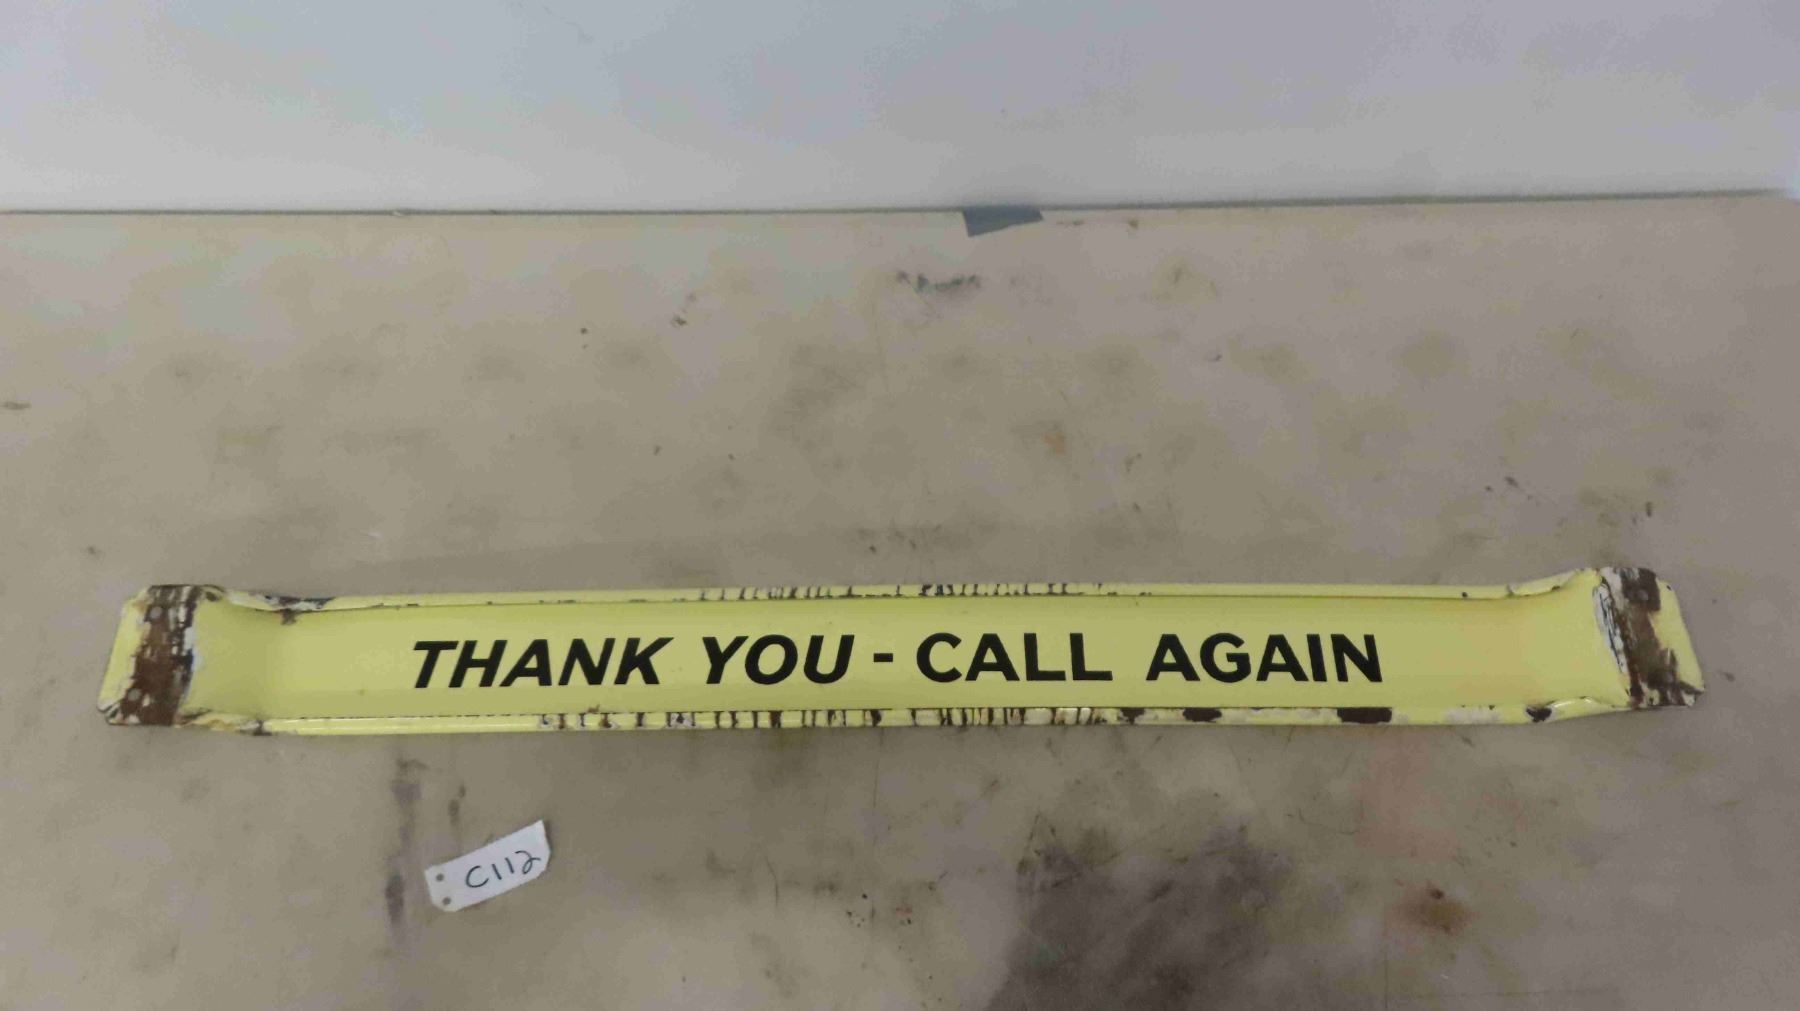 THANK YOU - CALL AGAIN
C112